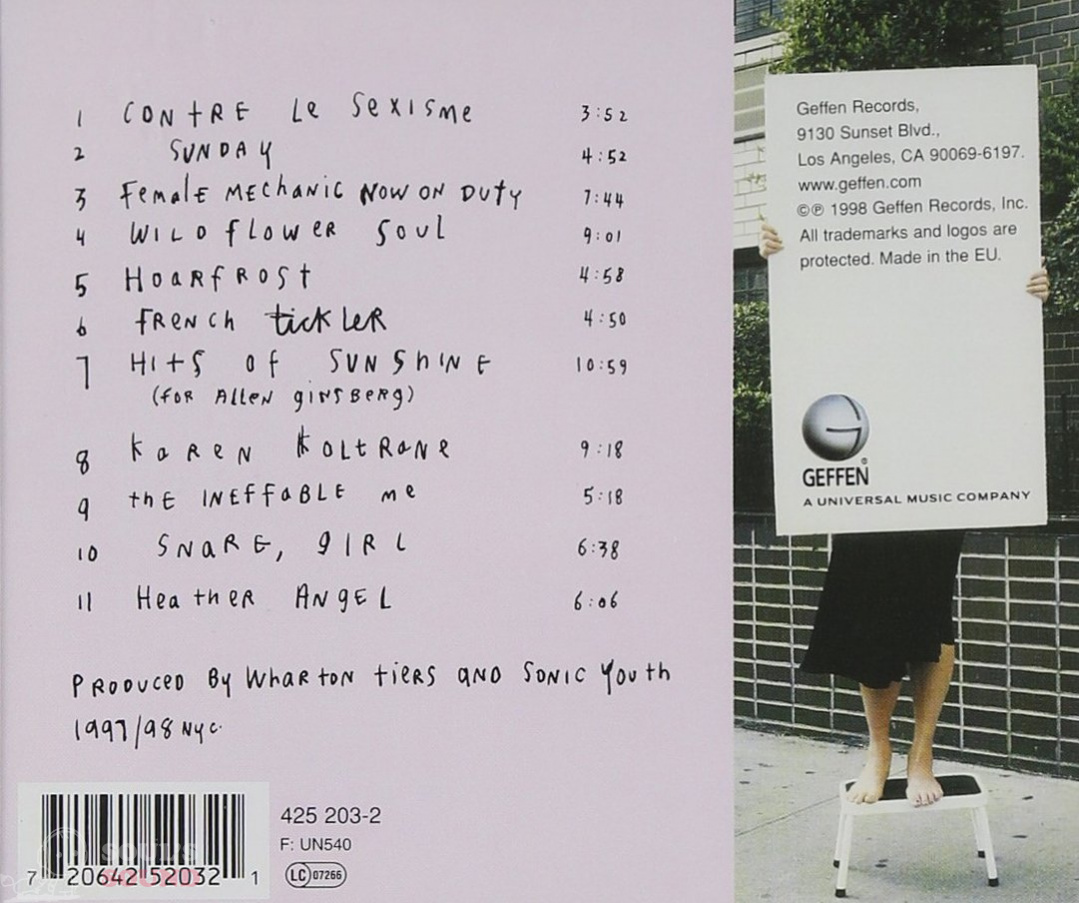 1 CONTRE Le SexISMe 3:52
2 SUNDAY 4:52
3 FemalE MEChaniC NOW ON DUTy 7:44
4 WILDflOWeR SOUL 9:01
5 HOARfROSt 4:58
6 fRENCh tickLeR 4:50
7 HItS of SUNShINE 10:59
(foR AllEN giNSBeRg)
8 kaReN kOLtRaNe 9:18
9 thE INEffaBLE me 5:18
10 SNaRE, gIRL 6:38
11 HeatheR ANgEL 6:06
PRODUCED By WhaRTON tiERS aND SONIC YOUth
1997/98 NyC.
425 203-2
F: UN540
LC 07266
7 20642 52032 1
SOUL'S
SOUND
Geffen Records,
9130 Sunset Blvd.,
Los Angeles, CA 90069-6197.
www.geffen.com
©℗ 1998 Geffen Records, Inc.
All trademarks and logos are
protected. Made in the EU.
GEFFEN®
A UNIVERSAL MUSIC COMPANY